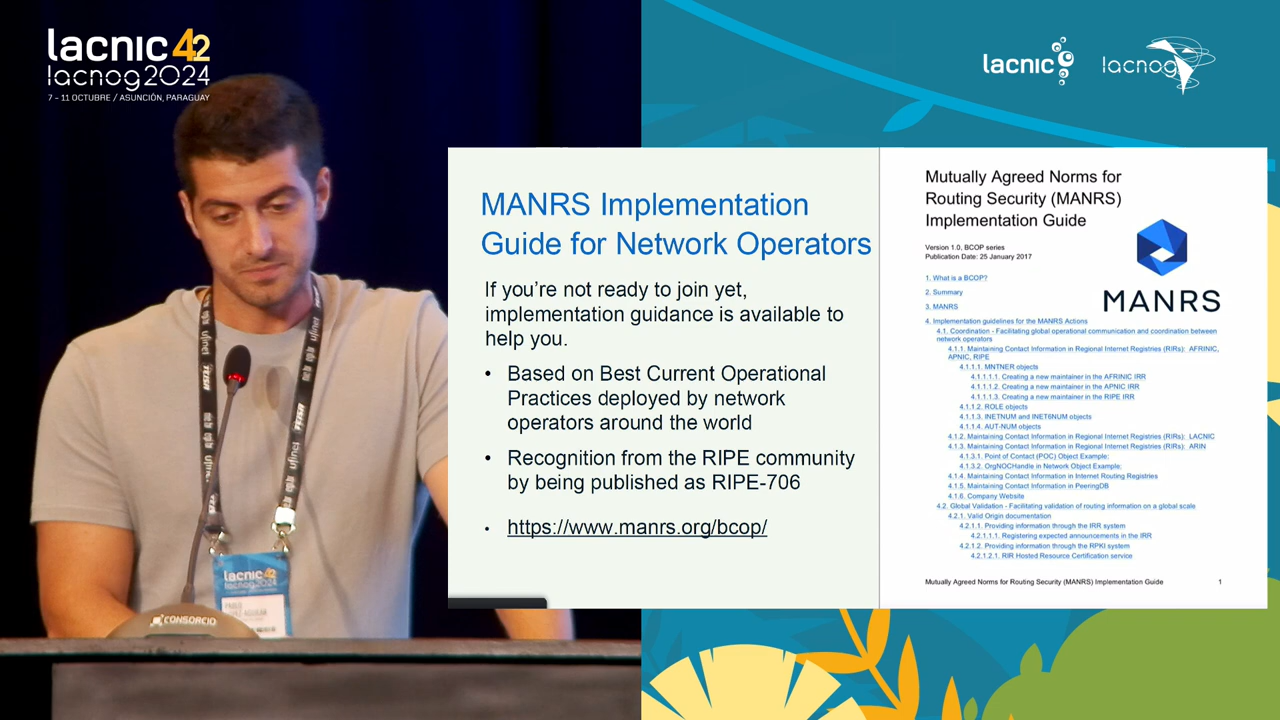 lacnic 42
lacnog2024
7 – 11 OCTUBRE / ASUNCIÓN, PARAGUAY
lacnic
lacnog
MANRS Implementation
Guide for Network Operators
If you're not ready to join yet,
implementation guidance is available to
help you.
• Based on Best Current Operational
Practices deployed by network
operators around the world
• Recognition from the RIPE community
by being published as RIPE-706
• https://www.manrs.org/bcop/
Mutually Agreed Norms for
Routing Security (MANRS)
Implementation Guide
Version 1.0, BCOP series
Publication Date: 25 January 2017
MANRS
1. What is a BCOP?
2. Summary
3. MANRS
4. Implementation guidelines for the MANRS Actions
4.1. Coordination - Facilitating global operational communication and coordination between
network operators
4.1.1. Maintaining Contact Information in Regional Internet Registries (RIRs): AFRINIC,
APNIC, RIPE
4.1.1.1. MNTNER objects
4.1.1.1.1. Creating a new maintainer in the AFRINIC IRR
4.1.1.1.2. Creating a new maintainer in the APNIC IRR
4.1.1.1.3. Creating a new maintainer in the RIPE IRR
4.1.1.2. ROLE objects
4.1.1.3. INETNUM and INET6NUM objects
4.1.1.4. AUT-NUM objects
4.1.2. Maintaining Contact Information in Regional Internet Registries (RIRs): LACNIC
4.1.3. Maintaining Contact Information in Regional Internet Registries (RIRs): ARIN
4.1.3.1. Point of Contact (POC) Object Example:
4.1.3.2. OrgNOCHandle in Network Object Example:
4.1.4. Maintaining Contact Information in Internet Routing Registries
4.1.5. Maintaining Contact Information in PeeringDB
4.1.6. Company Website
4.2. Global Validation - Facilitating validation of routing information on a global scale
4.2.1. Valid Origin documentation
4.2.1.1. Providing information through the IRR system
4.2.1.1.1. Registering expected announcements in the IRR
4.2.1.2. Providing information through the RPKI system
4.2.1.2.1. RIR Hosted Resource Certification service
Mutually Agreed Norms for Routing Security (MANRS) Implementation Guide 1
ufinet
ufinet
lacnic 42
lacnog2024
CONSORCIO